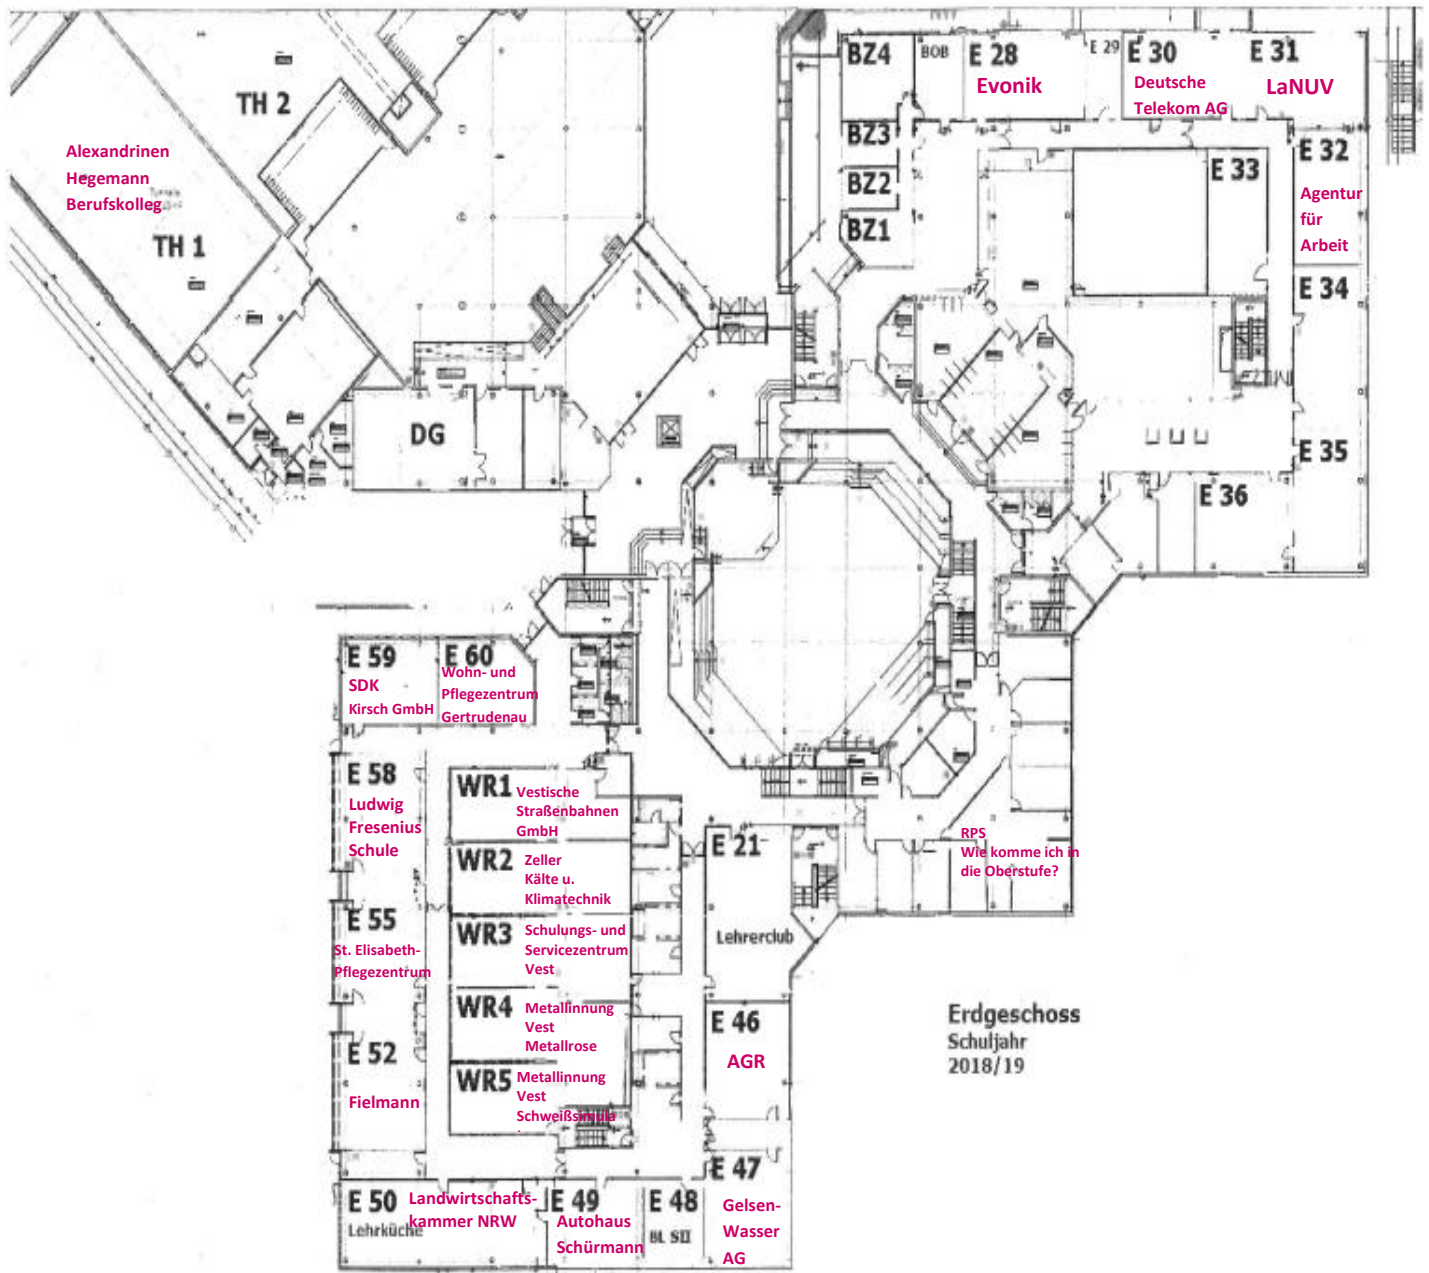 BZ4
BOB
E 28
Evonik
E 29
E 30
Deutsche
Telekom AG
E 31
LaNUV
TH 2
Alexandrinen
Hegemann
Berufskolleg
TH 1
BZ3
BZ2
BZ1
E 33
E 32
Agentur
für
Arbeit
E 34
DG
E 35
E 36
E 59
SDK
Kirsch GmbH
E 60
Wohn- und
Pflegezentrum
Gertrudenau
E 58
Ludwig
Fresenius
Schule
WR1
Vestische
Straßenbahnen
GmbH
WR2
Zeller
Kälte u.
Klimatechnik
E 21
Lehrerclub
RPS
Wie komme ich in
die Oberstufe?
E 55
St. Elisabeth-
Pflegezentrum
WR3
Schulungs- und
Servicezentrum
Vest
WR4
Metallinnung
Vest
Metallrose
E 46
AGR
Erdgeschoss
Schuljahr
2018/19
E 52
Fielmann
WR5
Metallinnung
Vest
Schweißsimula
E 47
Gelsen-
Wasser
AG
E 50
Lehrküche
Landwirtschafts-
kammer NRW
E 49
Autohaus
Schürmann
E 48
BL SII